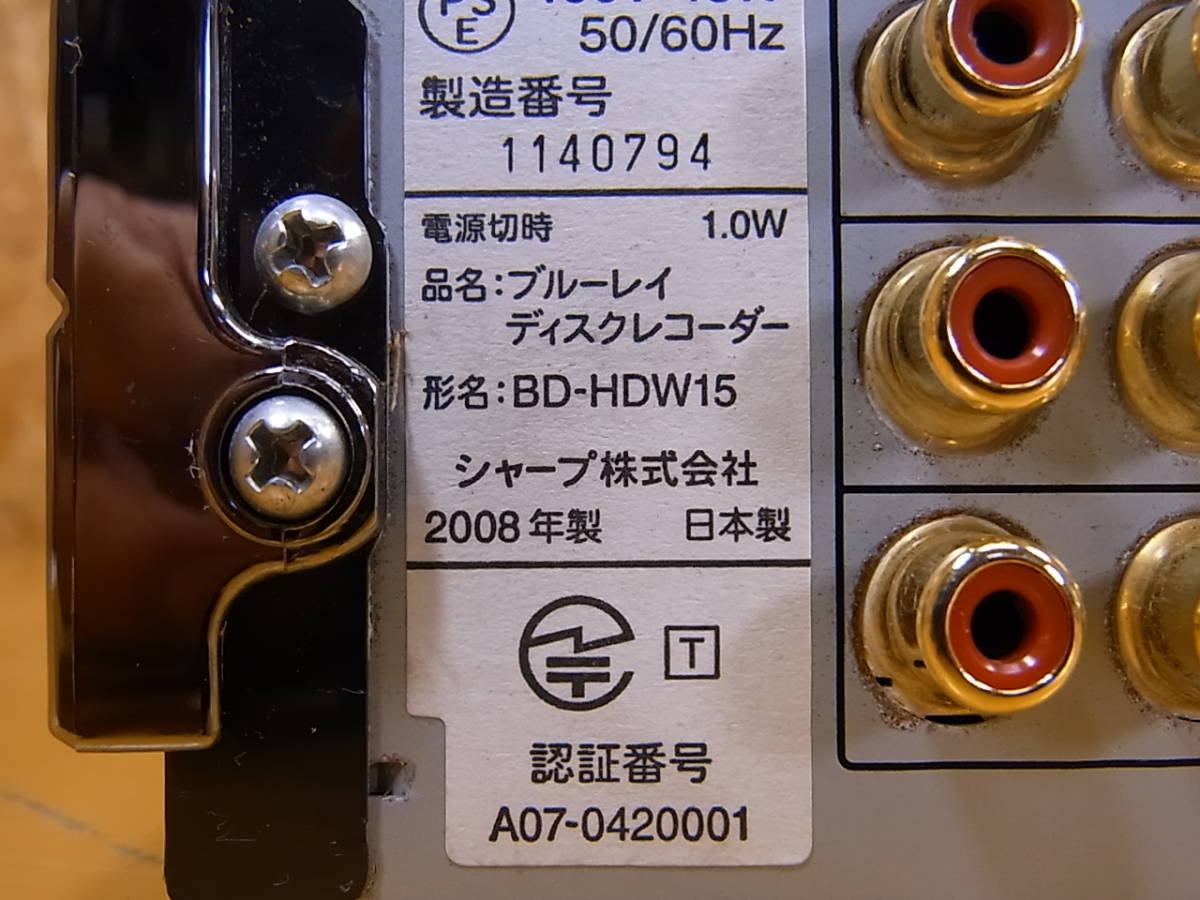 PS
E
50/60Hz
製造番号
1140794
電源切時 1.0W
品名:ブルーレイ
ディスクレコーダー
形名:BD-HDW15
シャープ株式会社
2008年製 日本製
T
認証番号
A07-0420001